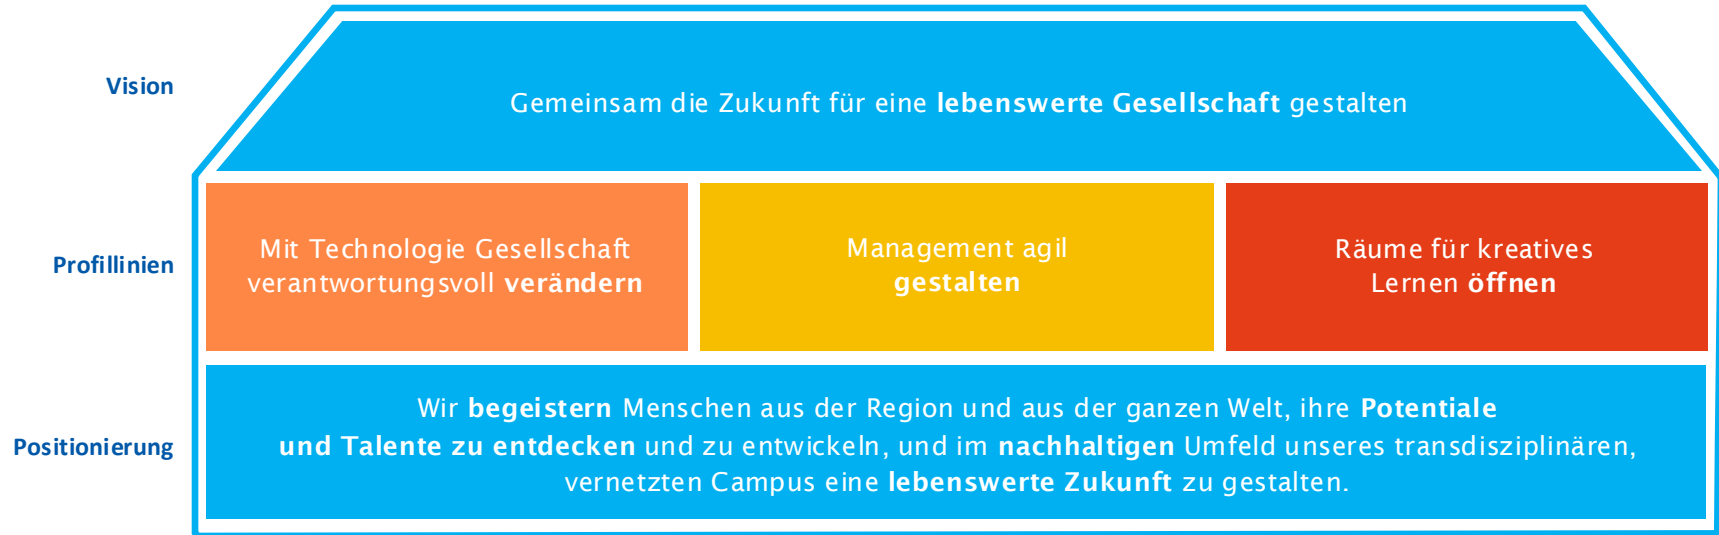 Vision
Gemeinsam die Zukunft für eine lebenswerte Gesellschaft gestalten
Profillinien
Mit Technologie Gesellschaft
verantwortungsvoll verändern
Management agil
gestalten
Räume für kreatives
Lernen öffnen
Positionierung
Wir begeistern Menschen aus der Region und aus der ganzen Welt, ihre Potentiale
und Talente zu entdecken und zu entwickeln, und im nachhaltigen Umfeld unseres transdisziplinären,
vernetzten Campus eine lebenswerte Zukunft zu gestalten.